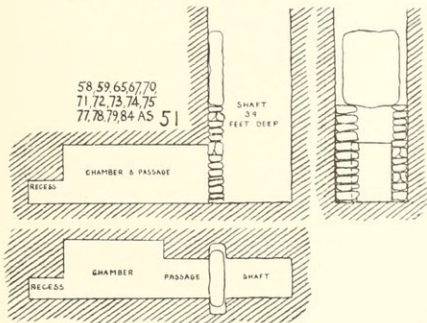 58,59,65,67,70,
71,72,73,74,75
77,78,79,84 AS 51
SHAFT
39
FEET DEEP
CHAMBER & PASSAGE
RECESS
CHAMBER
PASSAGE
SHAFT
RECESS